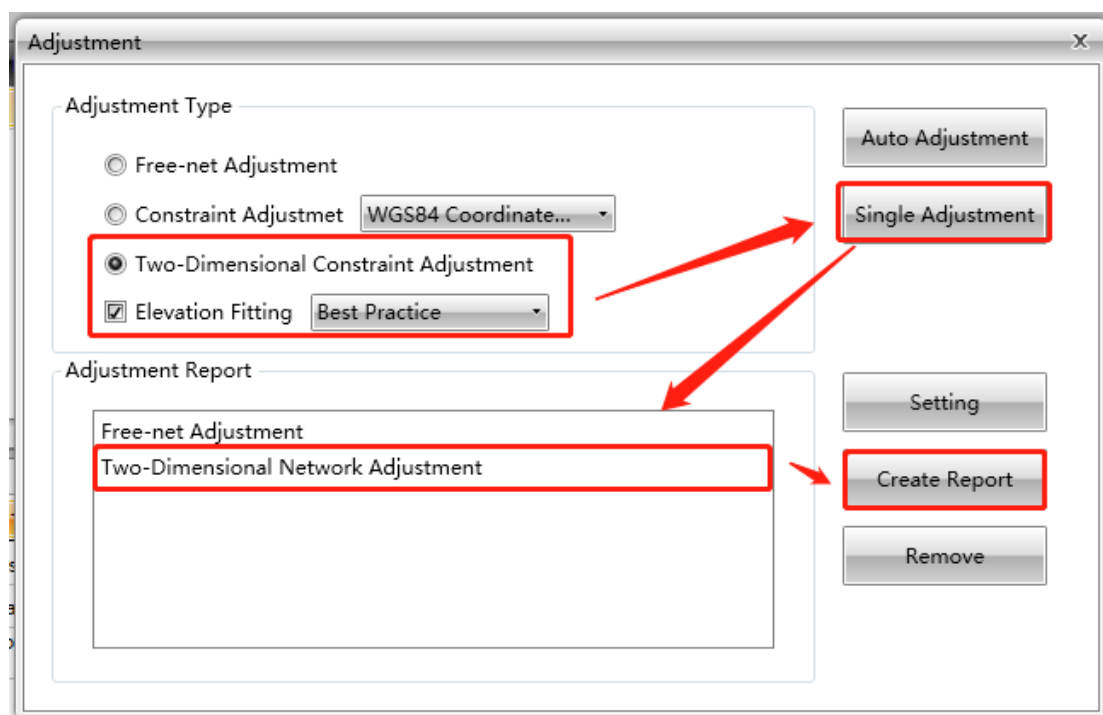 Adjustment
x
Adjustment Type
Free-net Adjustment
Constraint Adjustmet WGS84 Coordinate...
Two-Dimensional Constraint Adjustment
Elevation Fitting Best Practice
Auto Adjustment
Single Adjustment
Adjustment Report
Free-net Adjustment
Two-Dimensional Network Adjustment
Setting
Create Report
Remove